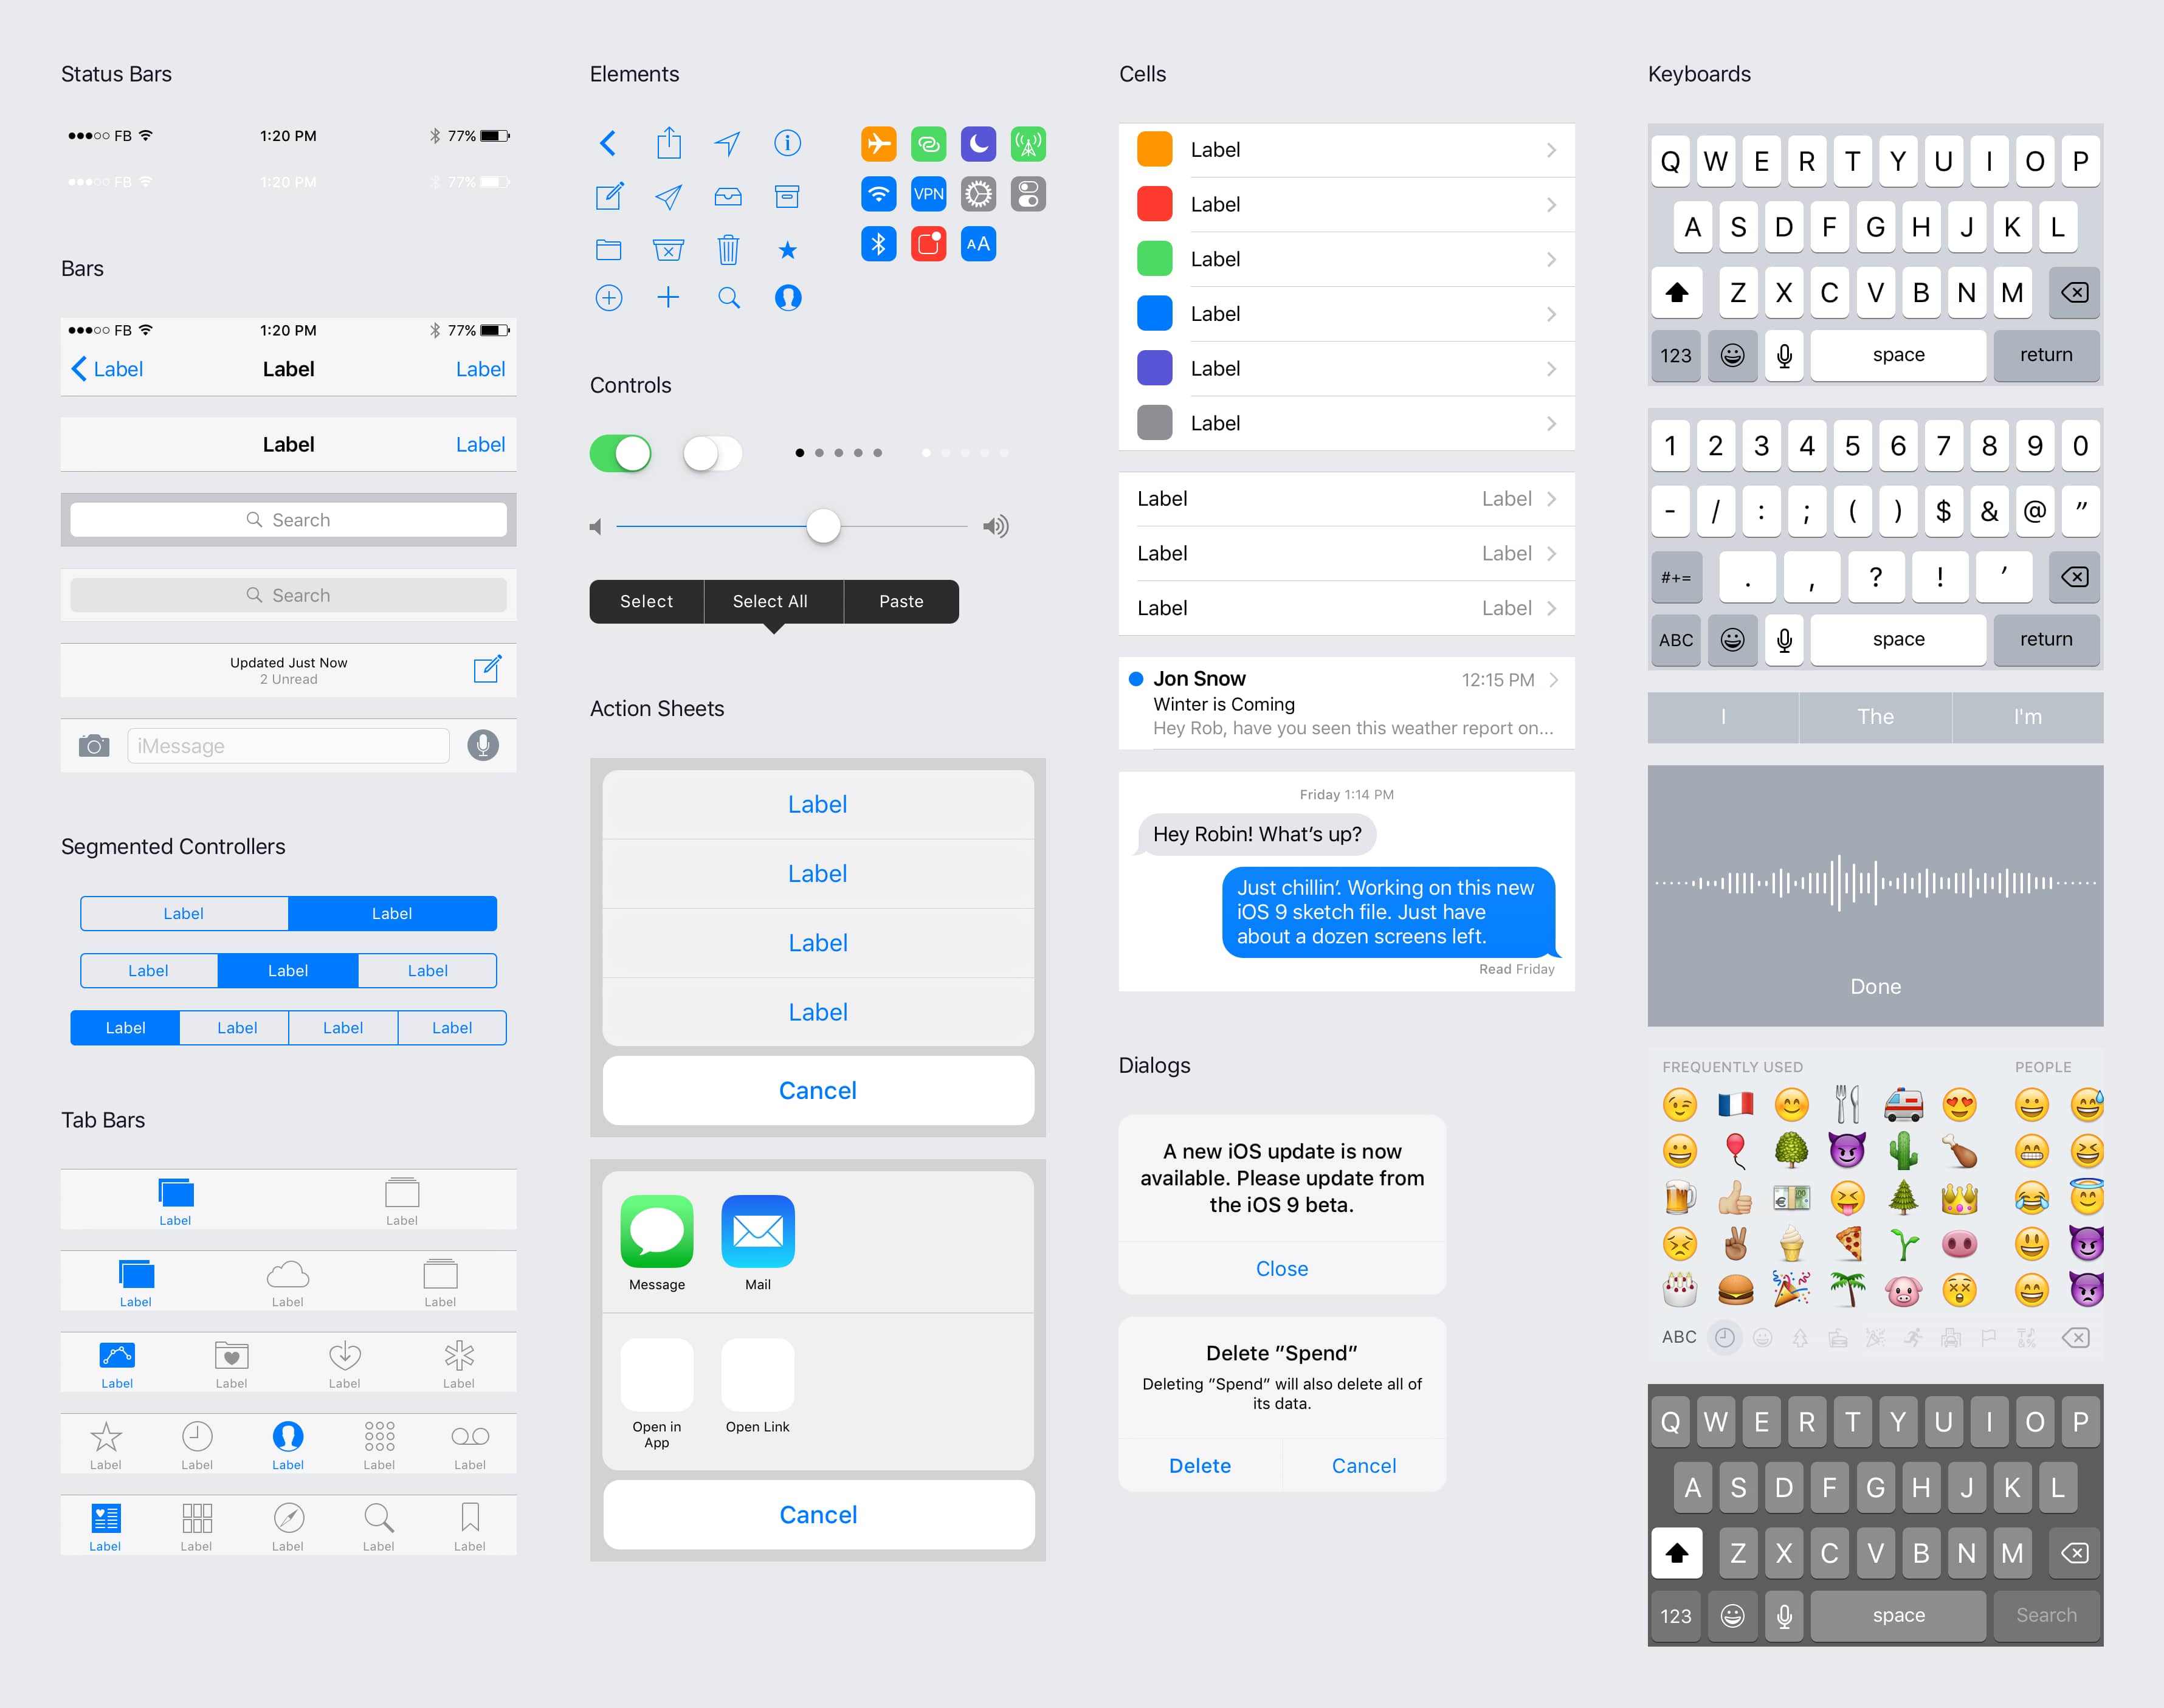 Status Bars
●●●○○ FB 1:20 PM 77%
●●●○○ FB 1:20 PM 77%
Bars
●●●○○ FB 1:20 PM 77%
Label Label Label
Label Label
Search
Search
Updated Just Now
2 Unread
iMessage
Segmented Controllers
Label Label
Label Label Label
Label Label Label Label
Tab Bars
Label Label
Label Label Label
Label Label Label Label
Label Label Label Label Label
Label Label Label Label Label
Elements
VPN
AA
Controls
Select Select All Paste
Action Sheets
Label
Label
Label
Label
Cancel
Message Mail
Open in
App
Open Link
Cancel
Cells
Label
Label
Label
Label
Label
Label
Label Label
Label Label
Label Label
Jon Snow 12:15 PM
Winter is Coming
Hey Rob, have you seen this weather report on...
Friday 1:14 PM
Hey Robin! What’s up?
Just chillin’. Working on this new
iOS 9 sketch file. Just have
about a dozen screens left.
Read Friday
Dialogs
A new iOS update is now
available. Please update from
the iOS 9 beta.
Close
Delete “Spend”
Deleting “Spend” will also delete all of
its data.
Delete Cancel
Keyboards
Q W E R T Y U I O P
A S D F G H J K L
Z X C V B N M
123 space return
1 2 3 4 5 6 7 8 9 0
- / : ; ( ) $ & @ ”
#+= . , ? ! ’
ABC space return
I The I'm
Done
FREQUENTLY USED PEOPLE
ABC
Q W E R T Y U I O P
A S D F G H J K L
Z X C V B N M
123 space Search